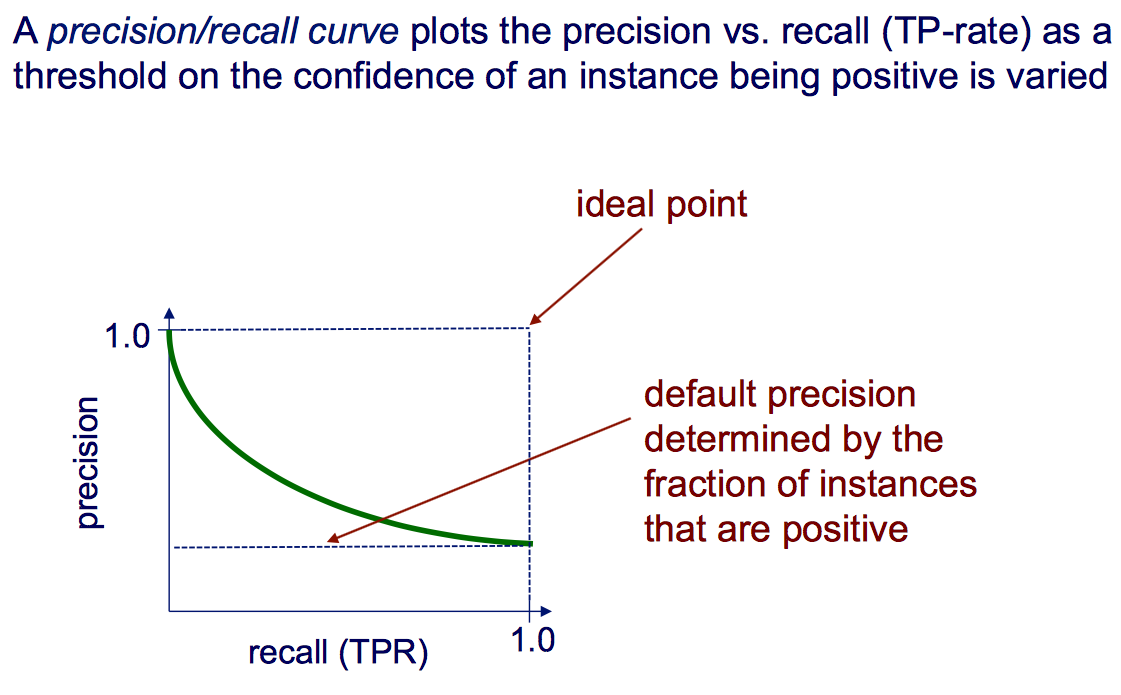 A precision/recall curve plots the precision vs. recall (TP-rate) as a
threshold on the confidence of an instance being positive is varied
ideal point
1.0
precision
default precision
determined by the
fraction of instances
that are positive
1.0
recall (TPR)